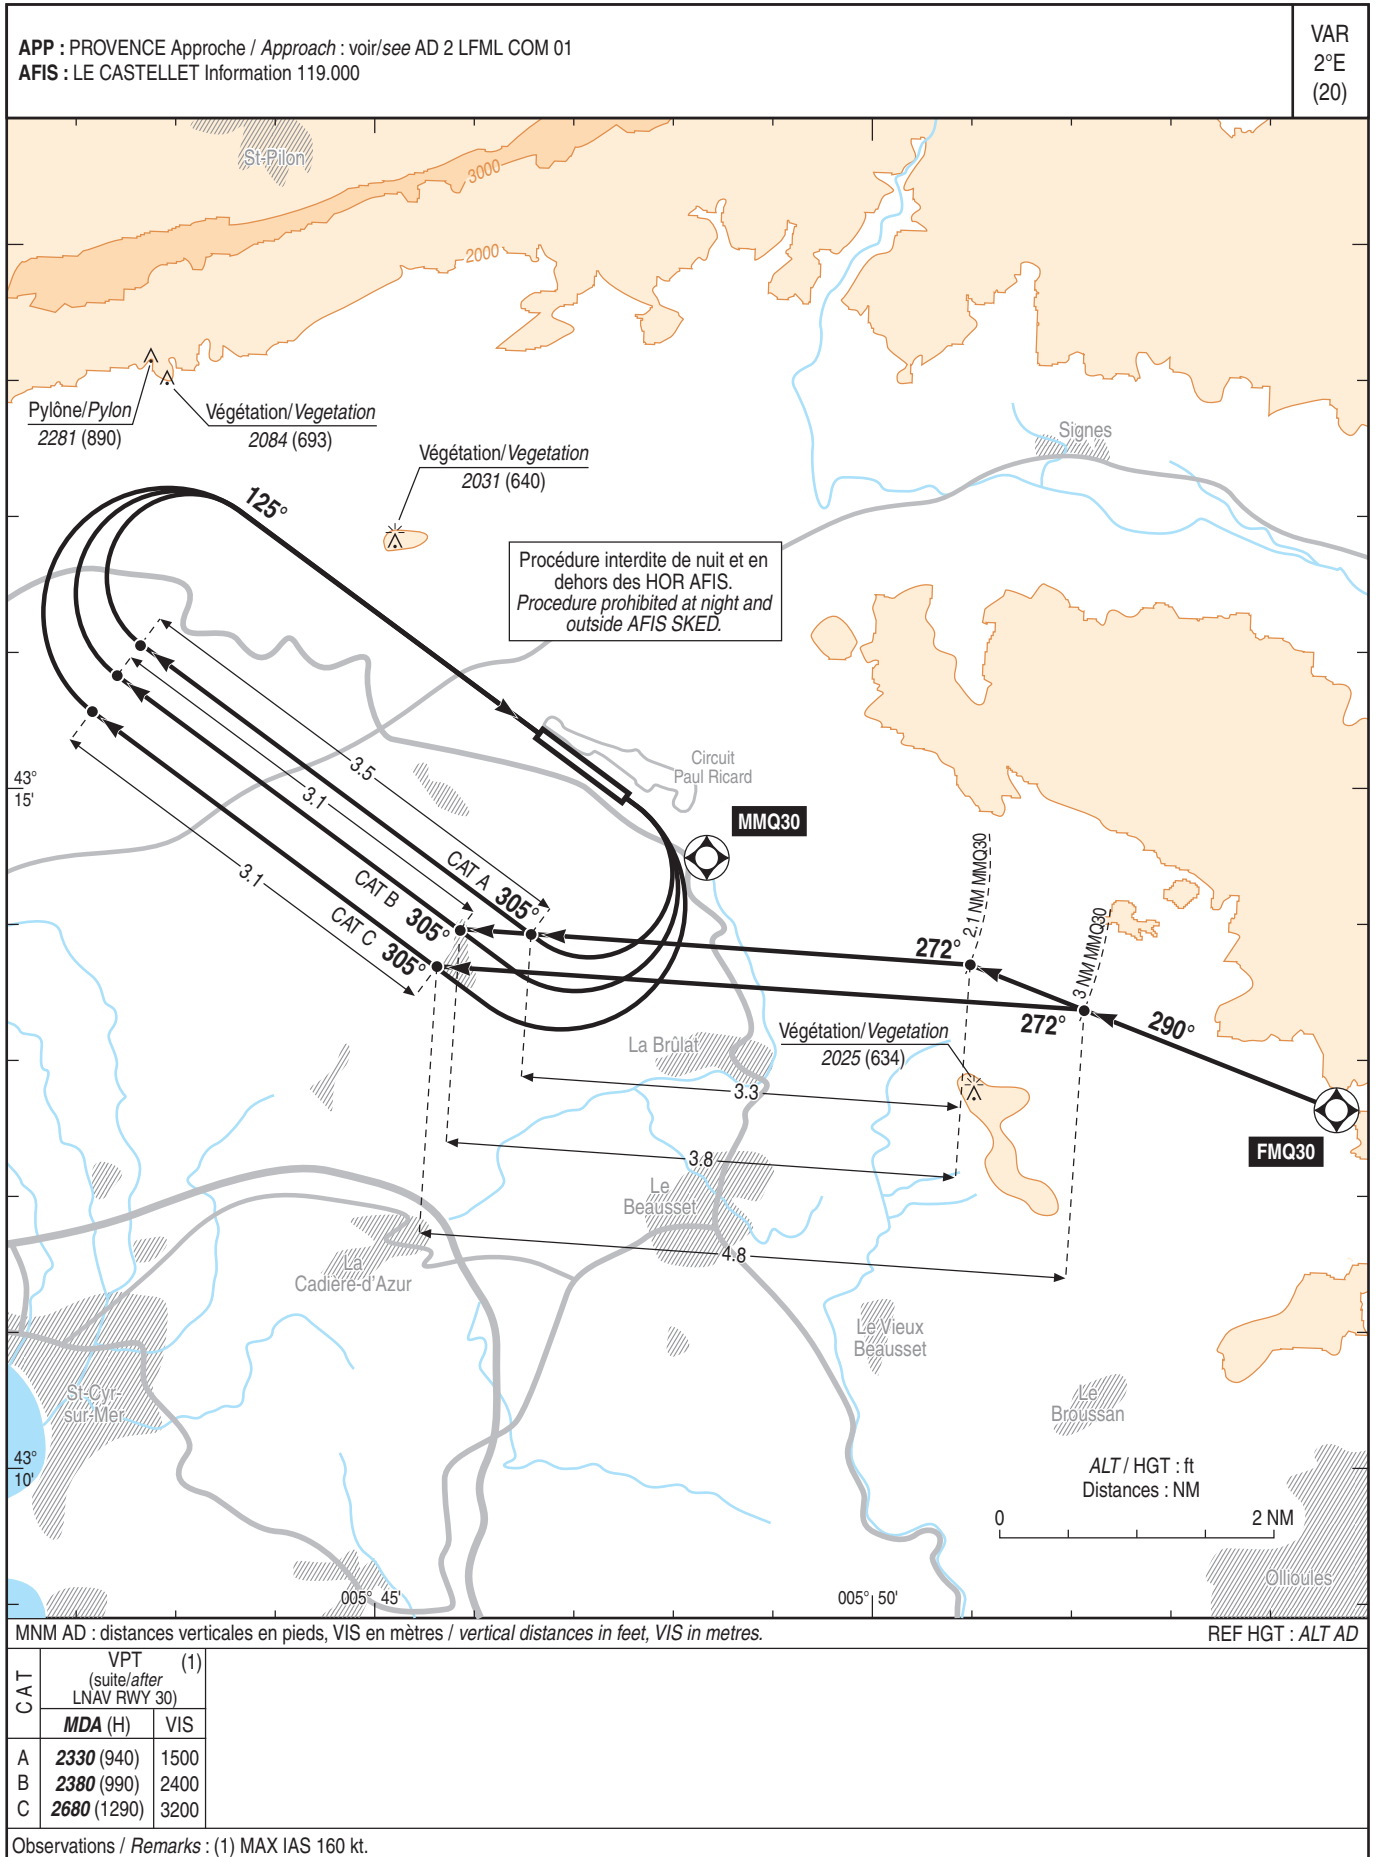 APP : PROVENCE Approche / Approach : voir/see AD 2 LFML COM 01
AFIS : LE CASTELLET Information 119.000
VAR
2°E
(20)
St-Pilon
3000
2000
Pylône/Pylon
2281 (890)
Végétation/Vegetation
2084 (693)
Végétation/Vegetation
2031 (640)
Signes
125°
Procédure interdite de nuit et en
dehors des HOR AFIS.
Procedure prohibited at night and
outside AFIS SKED.
43°
15'
Circuit
Paul Ricard
MMQ30
3.5
3.1
3.1
CAT A 305°
CAT B 305°
CAT C 305°
2.1 NM MMQ30
3 NM MMQ30
272°
272°
290°
La Brûlat
Végétation/Vegetation
2025 (634)
3.3
FMQ30
3.8
Le
Beausset
4.8
La
Cadière-d'Azur
Le Vieux
Beausset
St-Cyr-
sur-Mer
Le
Broussan
43°
10'
ALT / HGT : ft
Distances : NM
0 2 NM
Ollioules
005° 45'
005° 50'
MNM AD : distances verticales en pieds, VIS en mètres / vertical distances in feet, VIS in metres.
REF HGT : ALT AD
CAT
VPT (1)
(suite/after
LNAV RWY 30)
MDA (H) VIS
A 2330 (940) 1500
B 2380 (990) 2400
C 2680 (1290) 3200
Observations / Remarks : (1) MAX IAS 160 kt.